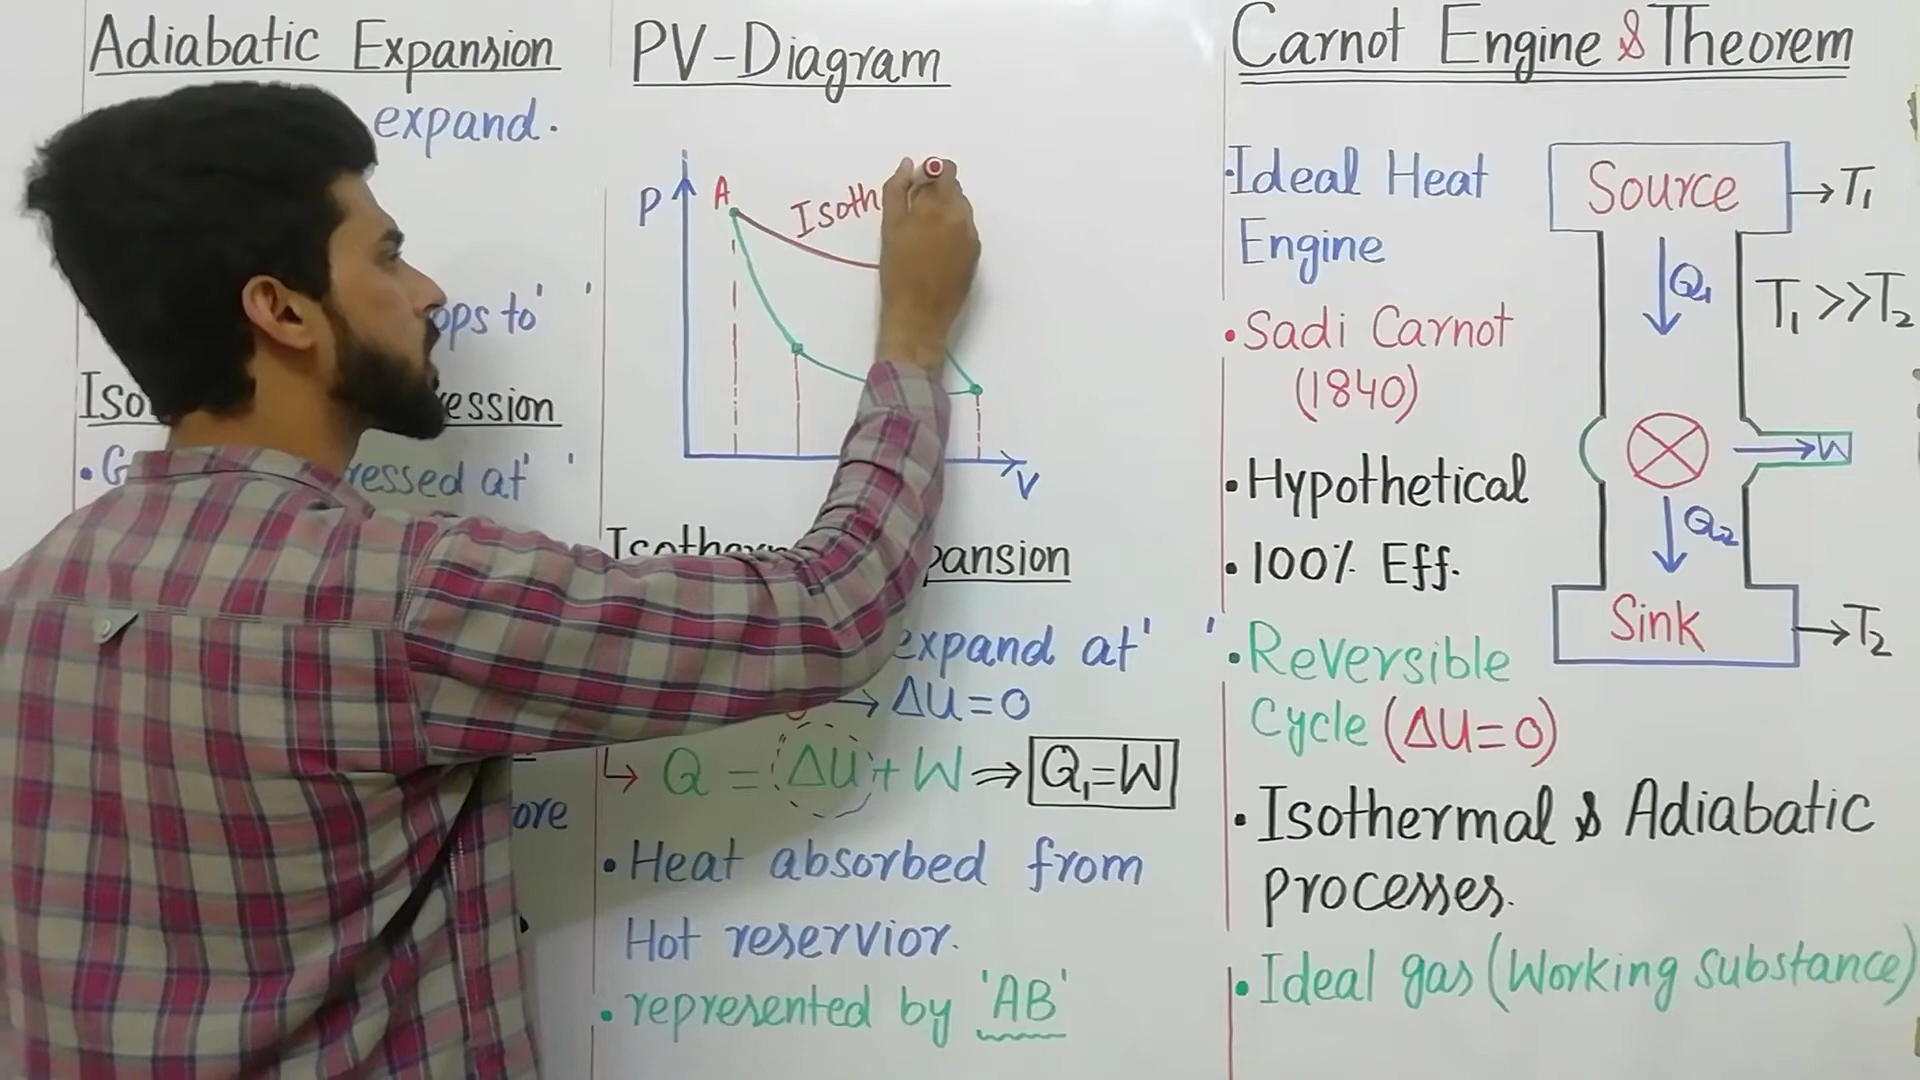 Adiabatic Expansion
expand.
ops to' '
Iso ession
ressed at' '
ore
PV-Diagram
P
A
Isoth
V
Isotherm pansion
expand at' '
→ ΔU=0
↳ Q = ΔU + W ⇒ Q₁=W
• Heat absorbed from
Hot reservior.
• represented by 'AB'
Carnot Engine & Theorem
• Ideal Heat
Engine
• Sadi Carnot
(1840)
• Hypothetical
• 100% Eff.
• Reversible
Cycle (ΔU=0)
• Isothermal & Adiabatic
Processes.
• Ideal gas (Working substance)
Source
→T₁
Q₁
T₁ >>T₂
W
Q₂
Sink
→T₂